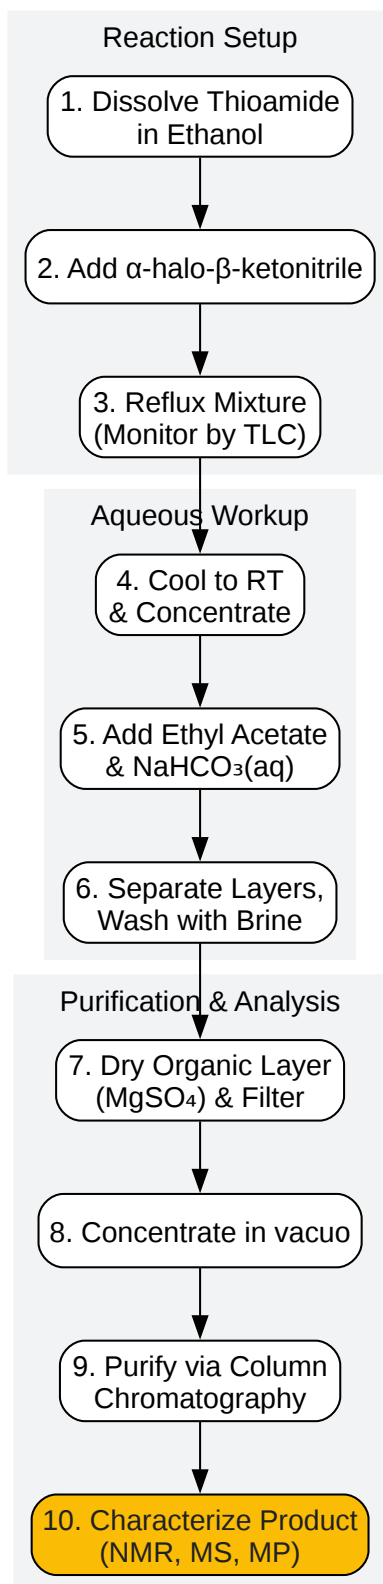 Reaction Setup
1. Dissolve Thioamide
in Ethanol
2. Add α-halo-β-ketonitrile
3. Reflux Mixture
(Monitor by TLC)
Aqueous Workup
4. Cool to RT
& Concentrate
5. Add Ethyl Acetate
& NaHCO₃(aq)
6. Separate Layers,
Wash with Brine
Purification & Analysis
7. Dry Organic Layer
(MgSO₄) & Filter
8. Concentrate in vacuo
9. Purify via Column
Chromatography
10. Characterize Product
(NMR, MS, MP)